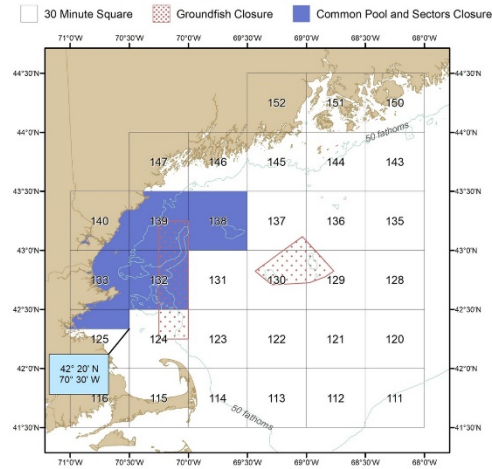 30 Minute Square Groundfish Closure Common Pool and Sectors Closure
71°0'W 70°30'W 70°0'W 69°30'W 69°0'W 68°30'W 68°0'W
44°30'N 44°30'N
152 151 150
50 fathoms
44°0'N 44°0'N
147 146 145 144 143
43°30'N 43°30'N
140 139 138 137 136 135
43°0'N 43°0'N
133 132 131 130 129 128
42°30'N 42°30'N
125 124 123 122 121 120
42° 20' N
70° 30' W
42°0'N 42°0'N
116 115 114 113 112 111
50 fathoms
41°30'N 41°30'N
71°0'W 70°30'W 70°0'W 69°30'W 69°0'W 68°30'W 68°0'W